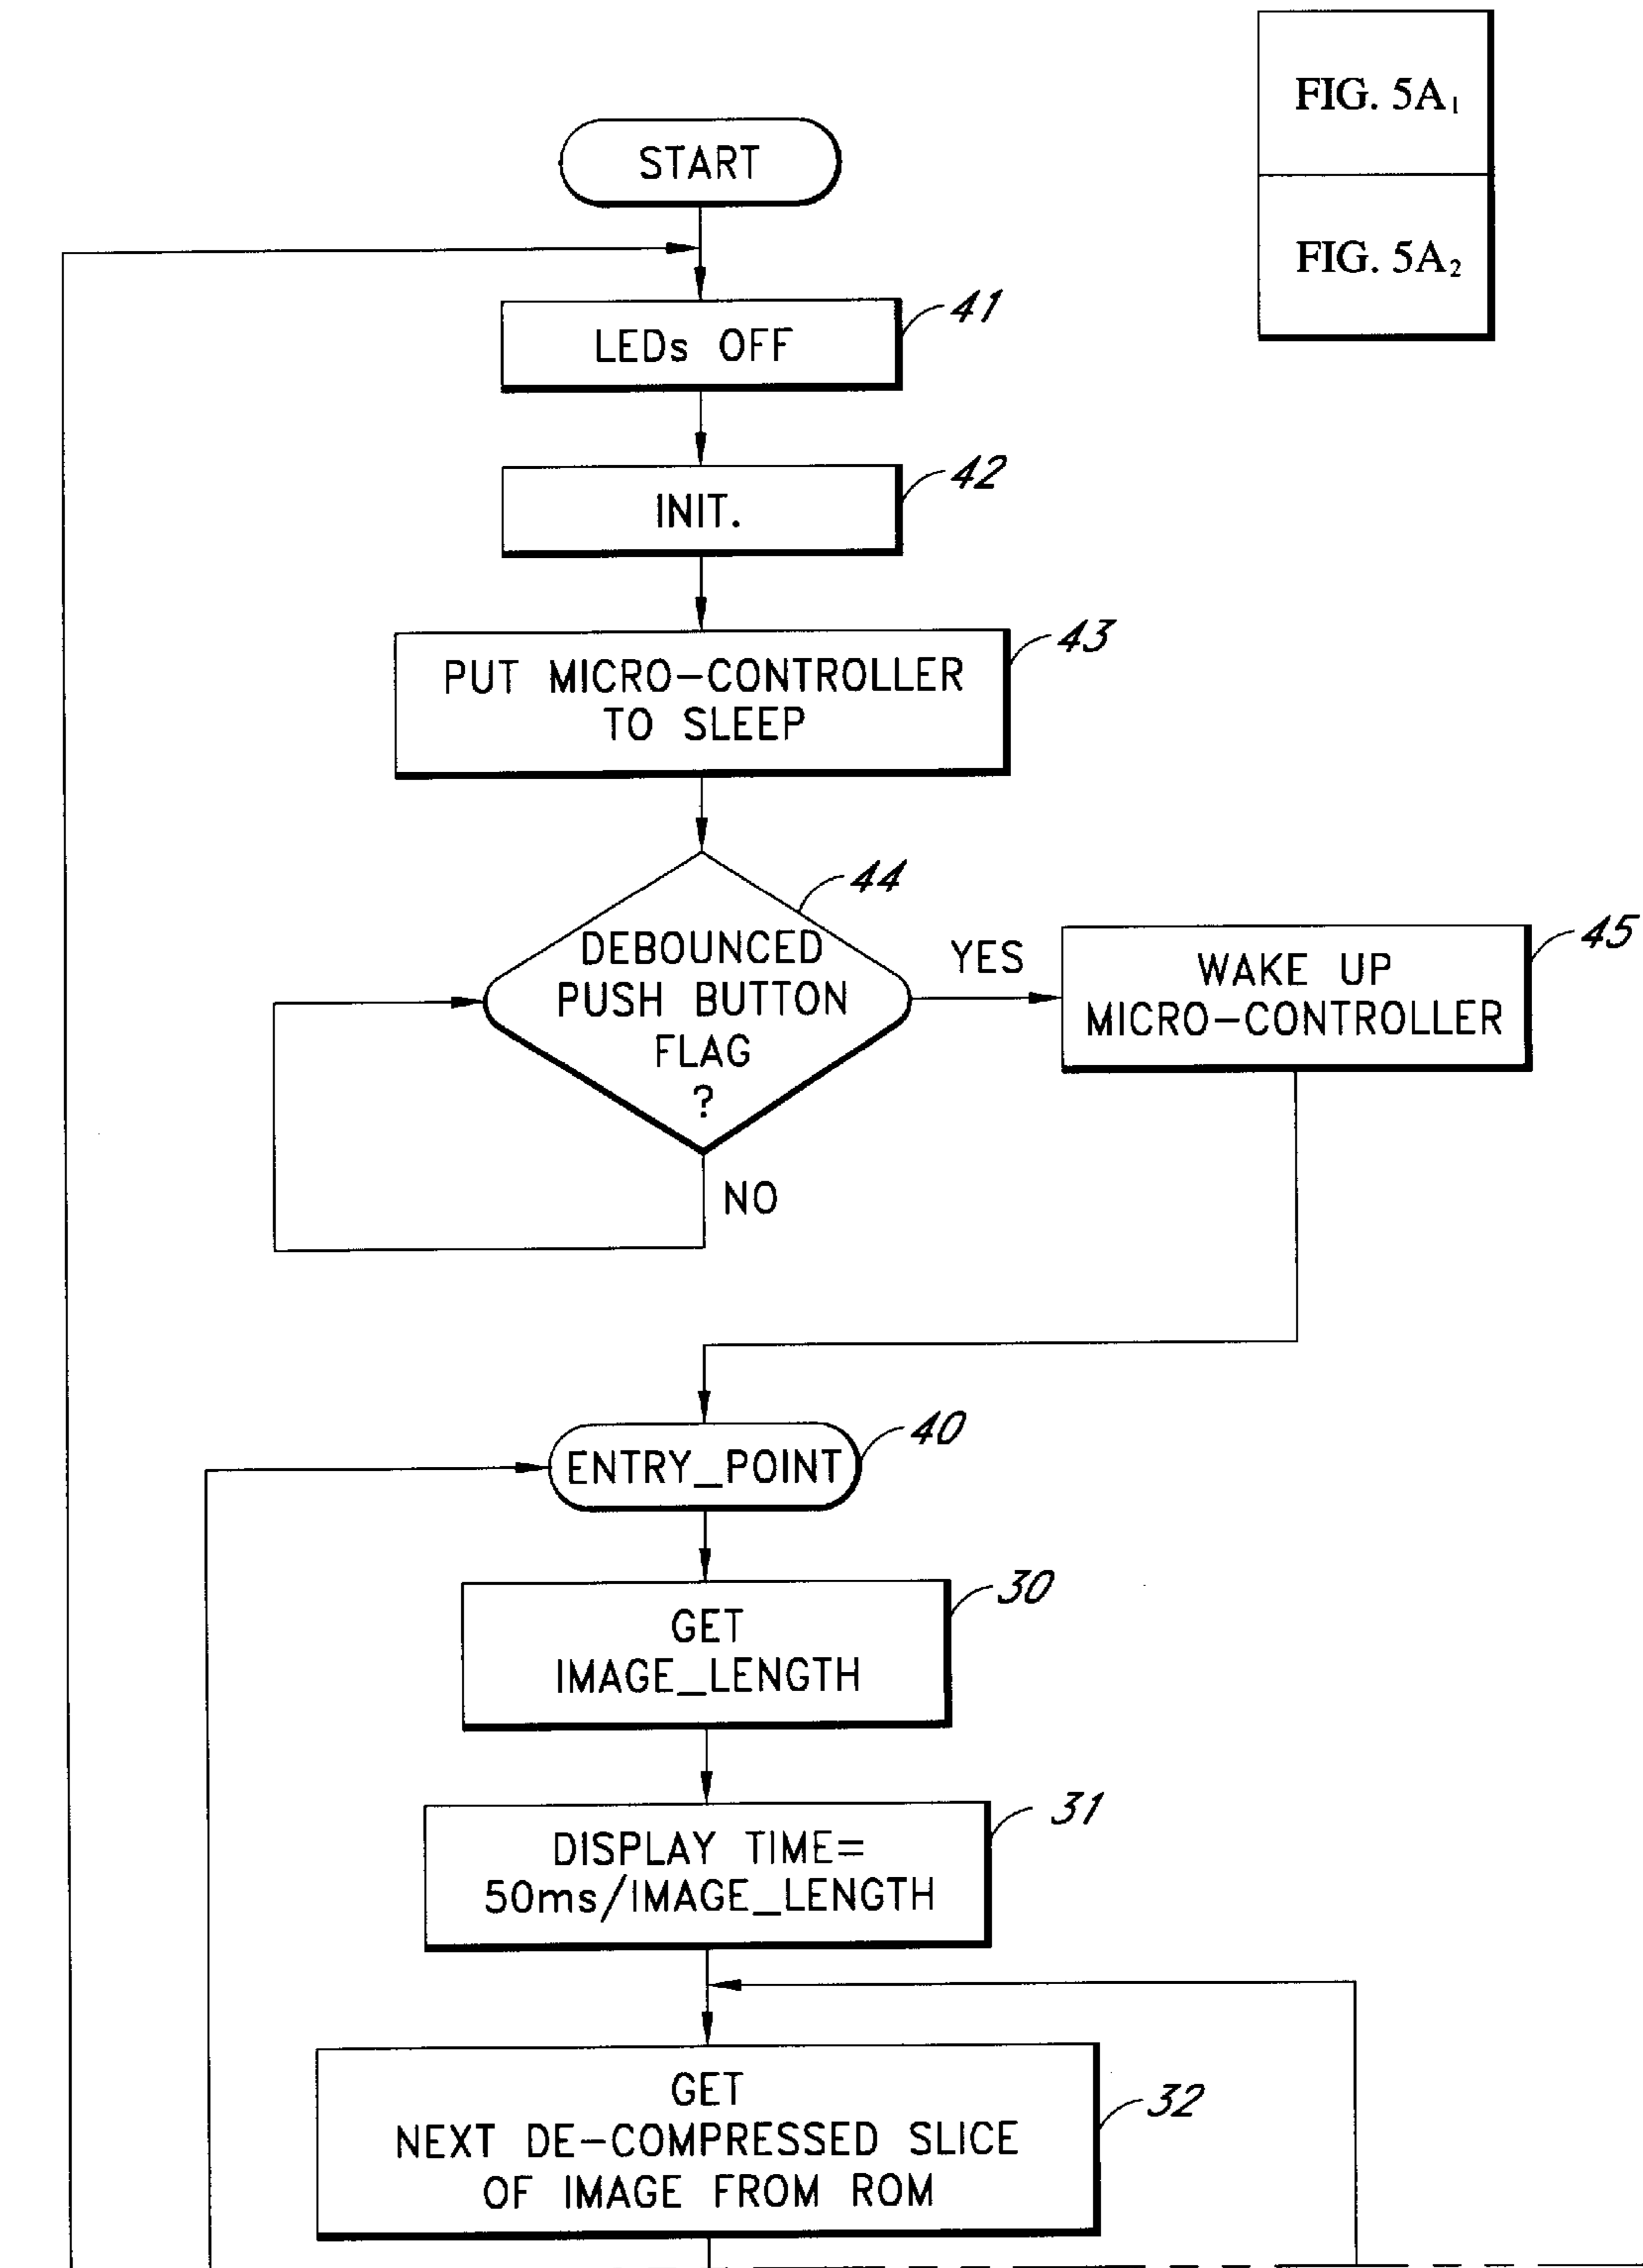 FIG. 5A₁
FIG. 5A₂
START
LEDs OFF
41
INIT.
42
PUT MICRO-CONTROLLER
TO SLEEP
43
DEBOUNCED
PUSH BUTTON
FLAG
?
44
YES
NO
WAKE UP
MICRO-CONTROLLER
45
ENTRY_POINT
40
GET
IMAGE_LENGTH
30
DISPLAY TIME=
50ms/IMAGE_LENGTH
31
GET
NEXT DE-COMPRESSED SLICE
OF IMAGE FROM ROM
32